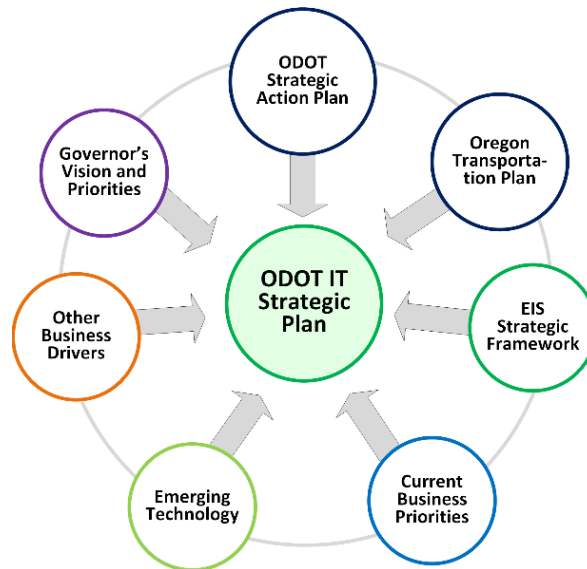 ODOT
Strategic
Action Plan
Oregon
Transporta-
tion Plan
EIS
Strategic
Framework
Current
Business
Priorities
Emerging
Technology
Other
Business
Drivers
Governor's
Vision and
Priorities
ODOT IT
Strategic
Plan